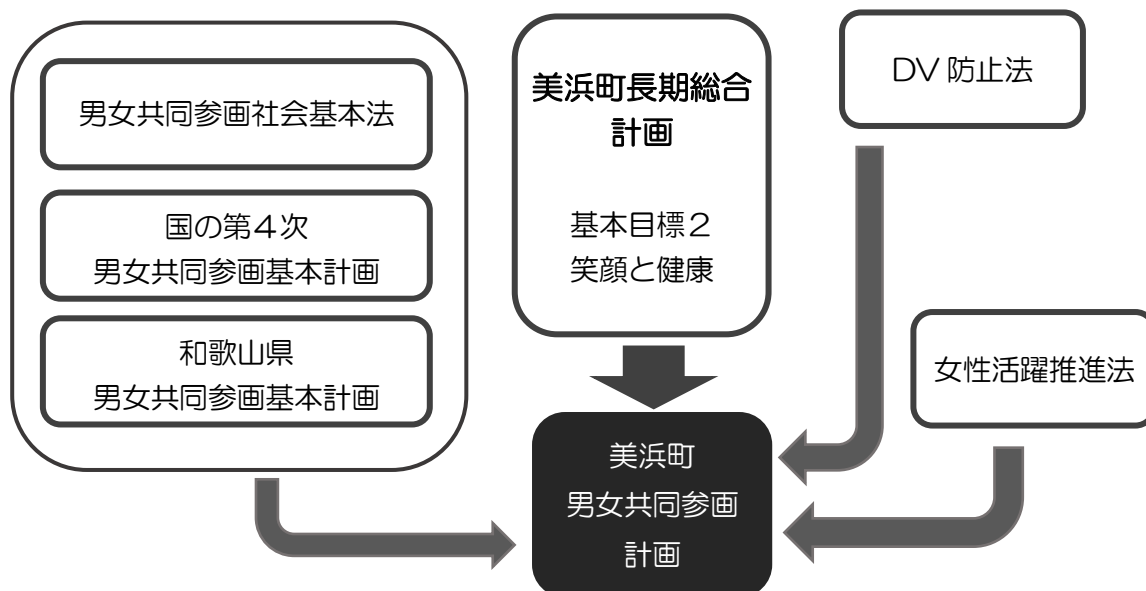 男女共同参画社会基本法
国の第４次
男女共同参画基本計画
和歌山県
男女共同参画基本計画
美浜町長期総合
計画
基本目標２
笑顔と健康
DV 防止法
女性活躍推進法
美浜町
男女共同参画
計画